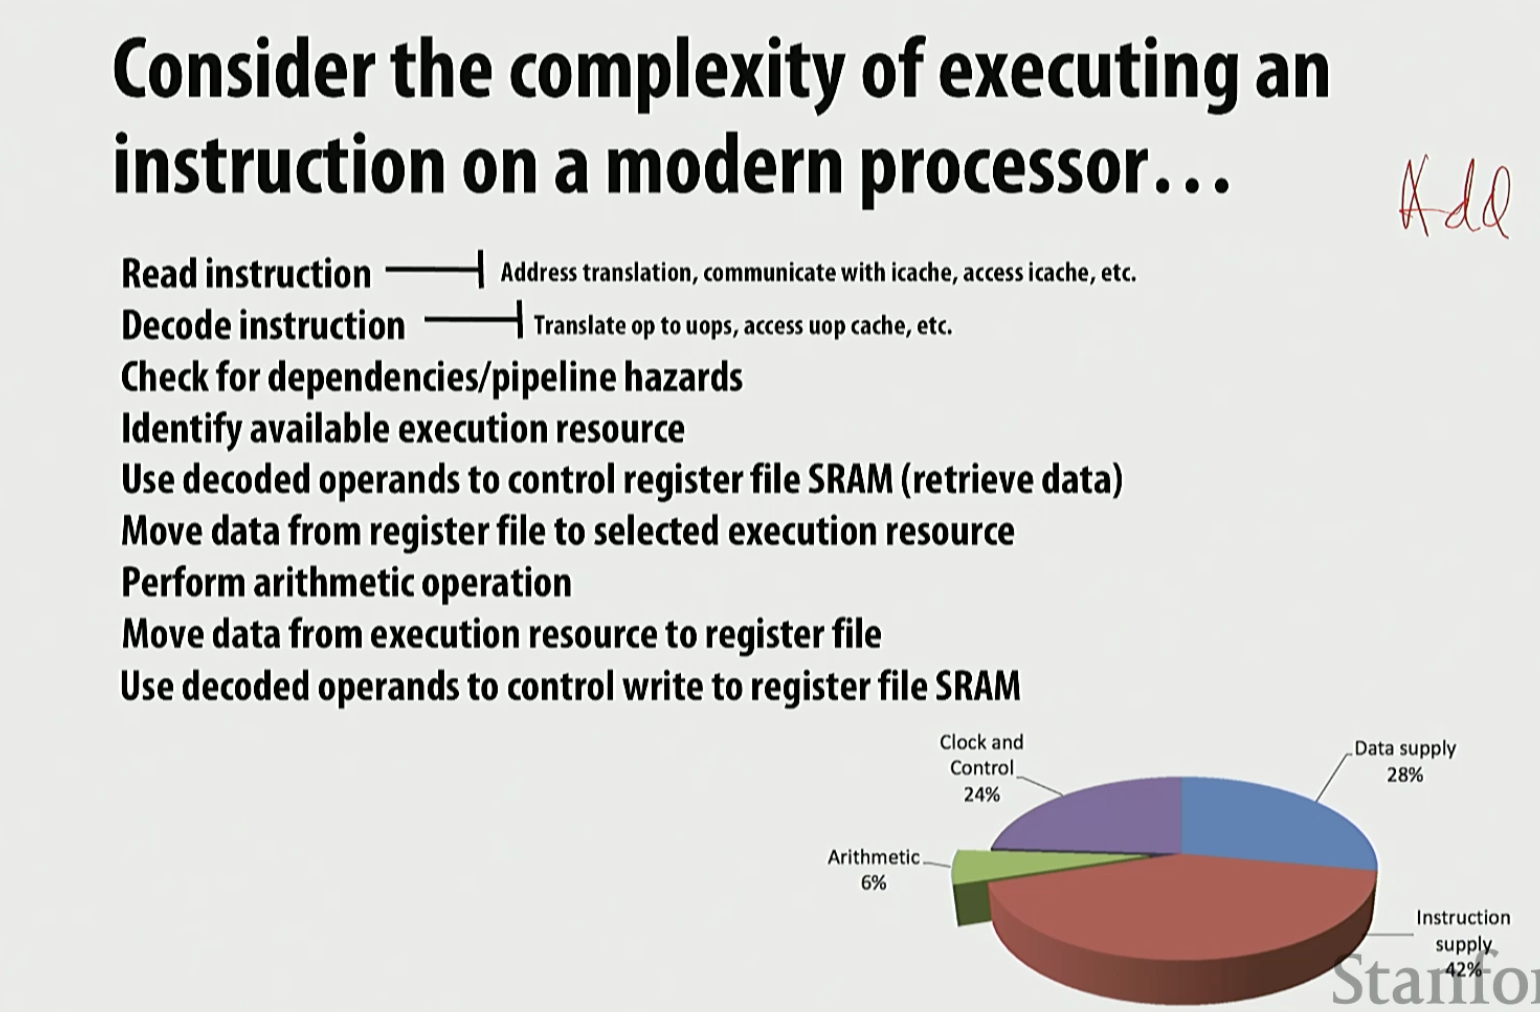 Consider the complexity of executing an
instruction on a modern processor…
Add
Read instruction Address translation, communicate with icache, access icache, etc.
Decode instruction Translate op to uops, access uop cache, etc.
Check for dependencies/pipeline hazards
Identify available execution resource
Use decoded operands to control register file SRAM (retrieve data)
Move data from register file to selected execution resource
Perform arithmetic operation
Move data from execution resource to register file
Use decoded operands to control write to register file SRAM
Clock and
Control
24%
Data supply
28%
Arithmetic
6%
Instruction
supply
42%
Stanfo